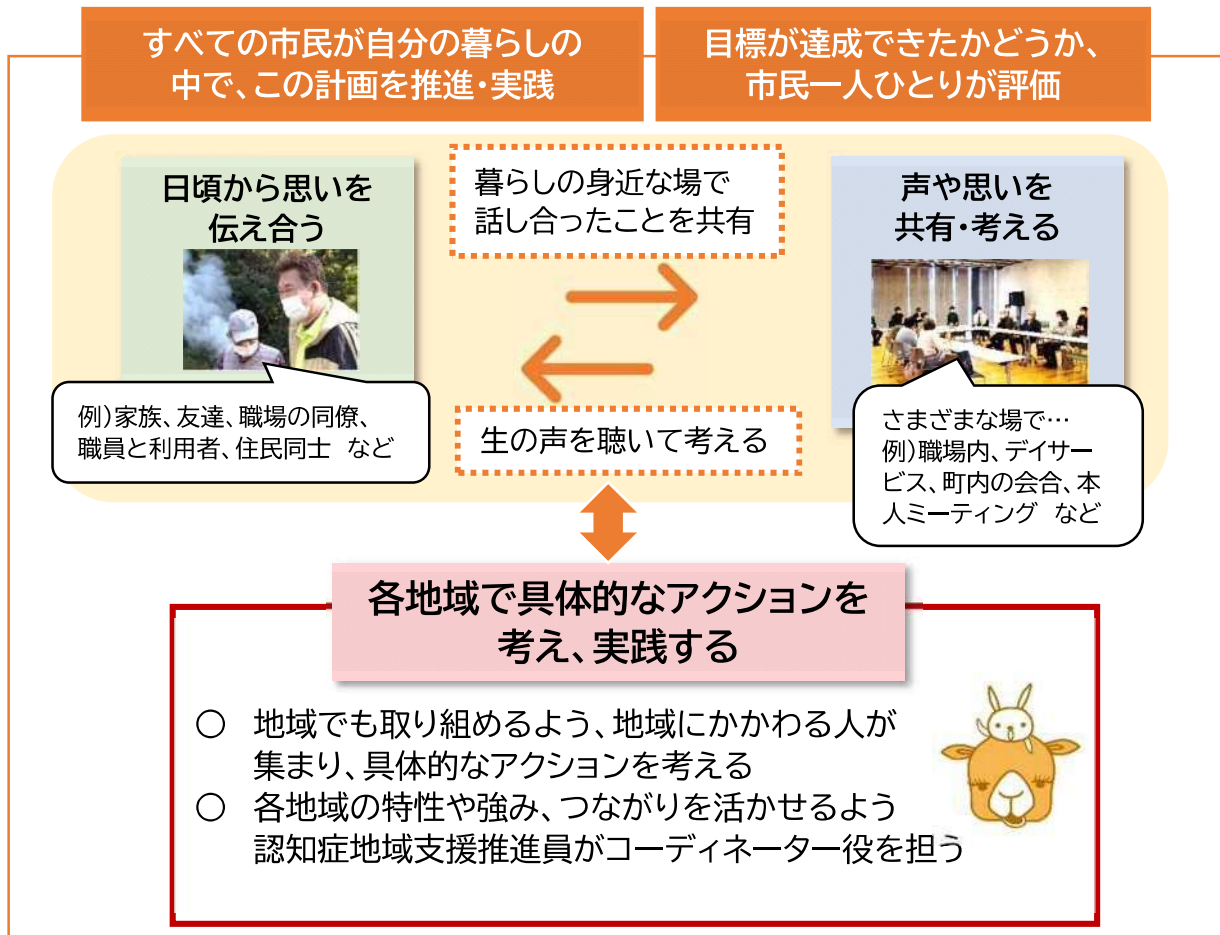 すべての市民が自分の暮らしの
中で、この計画を推進・実践
目標が達成できたかどうか、
市民一人ひとりが評価
日頃から思いを
伝え合う
暮らしの身近な場で
話し合ったことを共有
声や思いを
共有・考える
例)家族、友達、職場の同僚、
職員と利用者、住民同士 など
生の声を聴いて考える
さまざまな場で…
例)職場内、デイサー
ビス、町内の会合、本
人ミーティング など
各地域で具体的なアクションを
考え、実践する
○ 地域でも取り組めるよう、地域にかかわる人が
集まり、具体的なアクションを考える
○ 各地域の特性や強み、つながりを活かせるよう
認知症地域支援推進員がコーディネーター役を担う